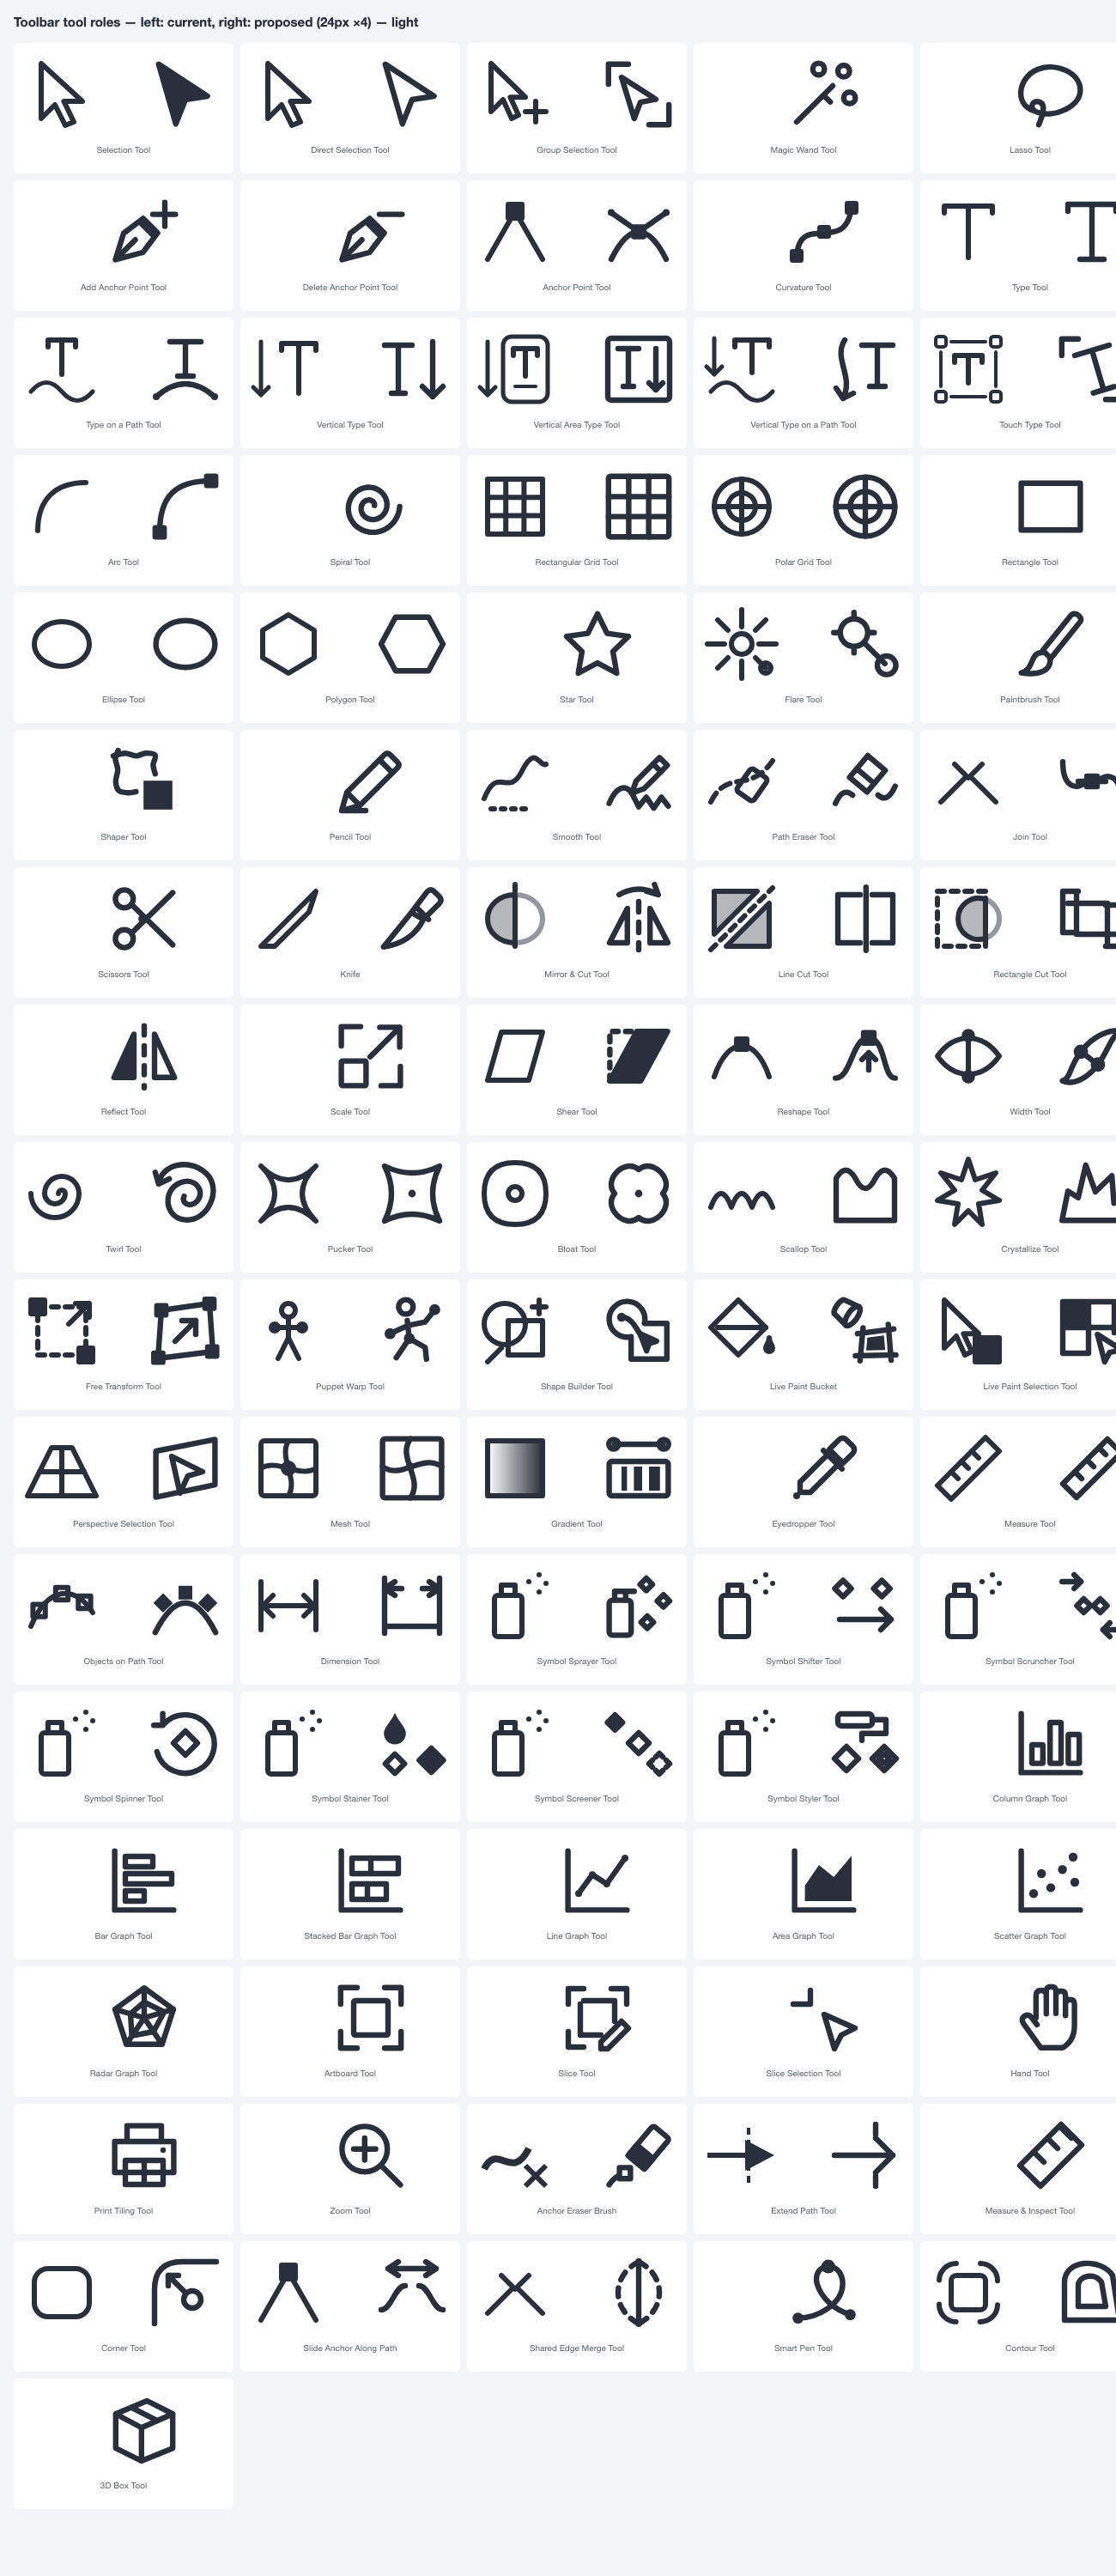 Toolbar tool roles — left: current, right: proposed (24px ×4) — light
Selection Tool
Direct Selection Tool
Group Selection Tool
Magic Wand Tool
Lasso Tool
Add Anchor Point Tool
Delete Anchor Point Tool
Anchor Point Tool
Curvature Tool
Type Tool
Type on a Path Tool
Vertical Type Tool
Vertical Area Type Tool
Vertical Type on a Path Tool
Touch Type Tool
Arc Tool
Spiral Tool
Rectangular Grid Tool
Polar Grid Tool
Rectangle Tool
Ellipse Tool
Polygon Tool
Star Tool
Flare Tool
Paintbrush Tool
Shaper Tool
Pencil Tool
Smooth Tool
Path Eraser Tool
Join Tool
Scissors Tool
Knife
Mirror & Cut Tool
Line Cut Tool
Rectangle Cut Tool
Reflect Tool
Scale Tool
Shear Tool
Reshape Tool
Width Tool
Twirl Tool
Pucker Tool
Bloat Tool
Scallop Tool
Crystallize Tool
Free Transform Tool
Puppet Warp Tool
Shape Builder Tool
Live Paint Bucket
Live Paint Selection Tool
Perspective Selection Tool
Mesh Tool
Gradient Tool
Eyedropper Tool
Measure Tool
Objects on Path Tool
Dimension Tool
Symbol Sprayer Tool
Symbol Shifter Tool
Symbol Scruncher Tool
Symbol Spinner Tool
Symbol Stainer Tool
Symbol Screener Tool
Symbol Styler Tool
Column Graph Tool
Bar Graph Tool
Stacked Bar Graph Tool
Line Graph Tool
Area Graph Tool
Scatter Graph Tool
Radar Graph Tool
Artboard Tool
Slice Tool
Slice Selection Tool
Hand Tool
Print Tiling Tool
Zoom Tool
Anchor Eraser Brush
Extend Path Tool
Measure & Inspect Tool
Corner Tool
Slide Anchor Along Path
Shared Edge Merge Tool
Smart Pen Tool
Contour Tool
3D Box Tool